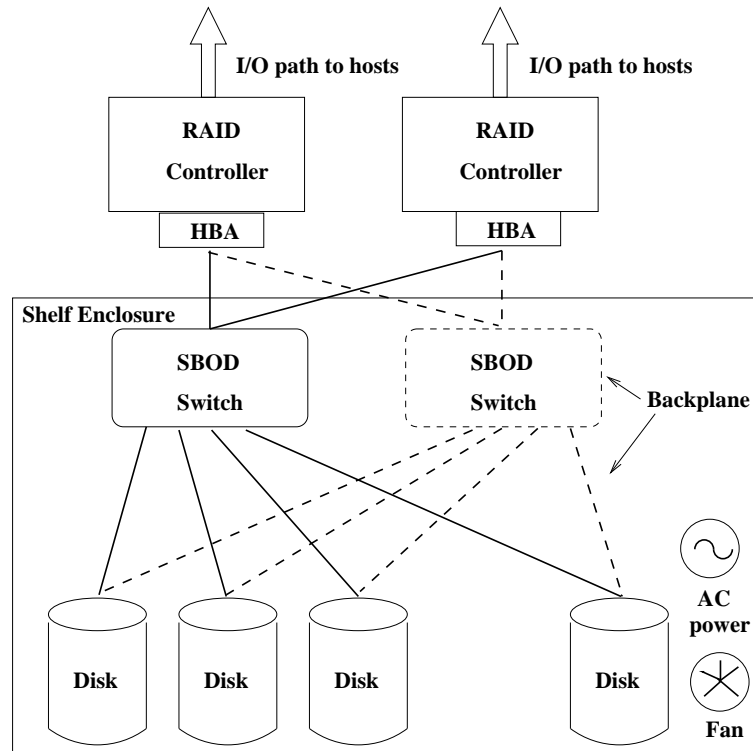 I/O path to hosts
I/O path to hosts
RAID
Controller
RAID
Controller
HBA
HBA
Shelf Enclosure
SBOD
Switch
SBOD
Switch
Backplane
AC
power
Disk
Disk
Disk
Disk
Fan